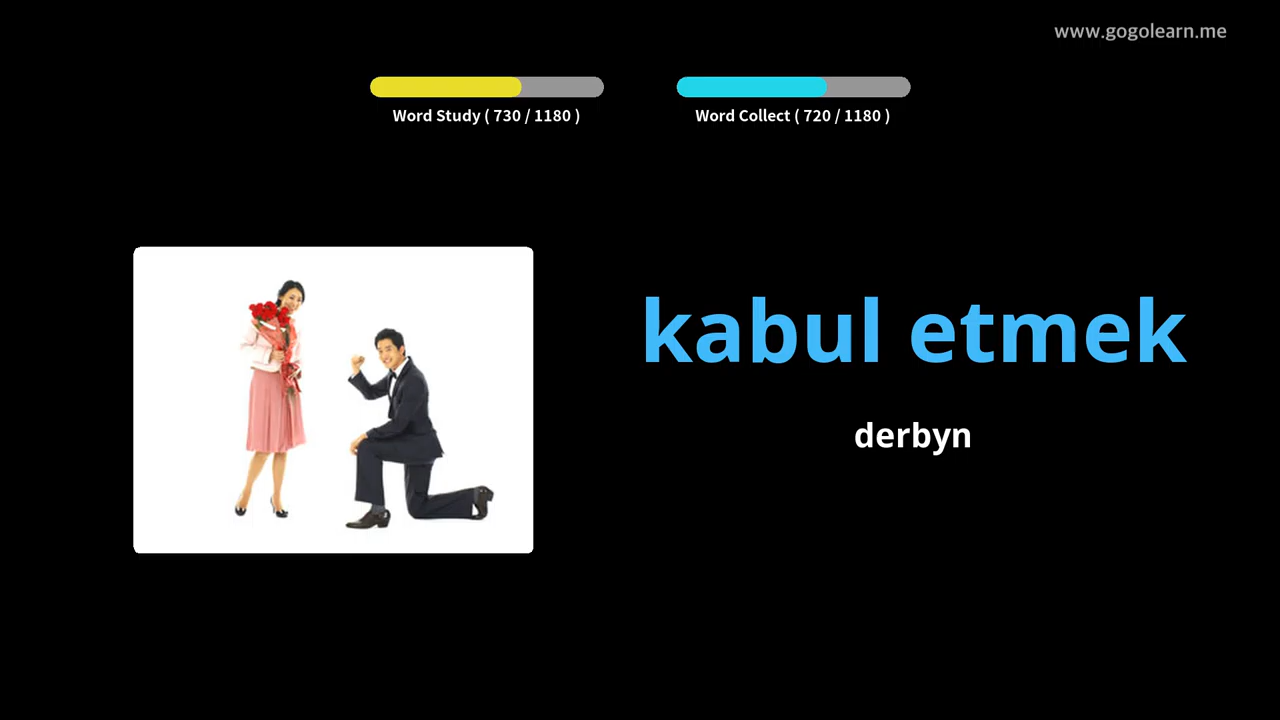 www.gogolearn.me
Word Study ( 730 / 1180 )
Word Collect ( 720 / 1180 )
kabul etmek
derbyn